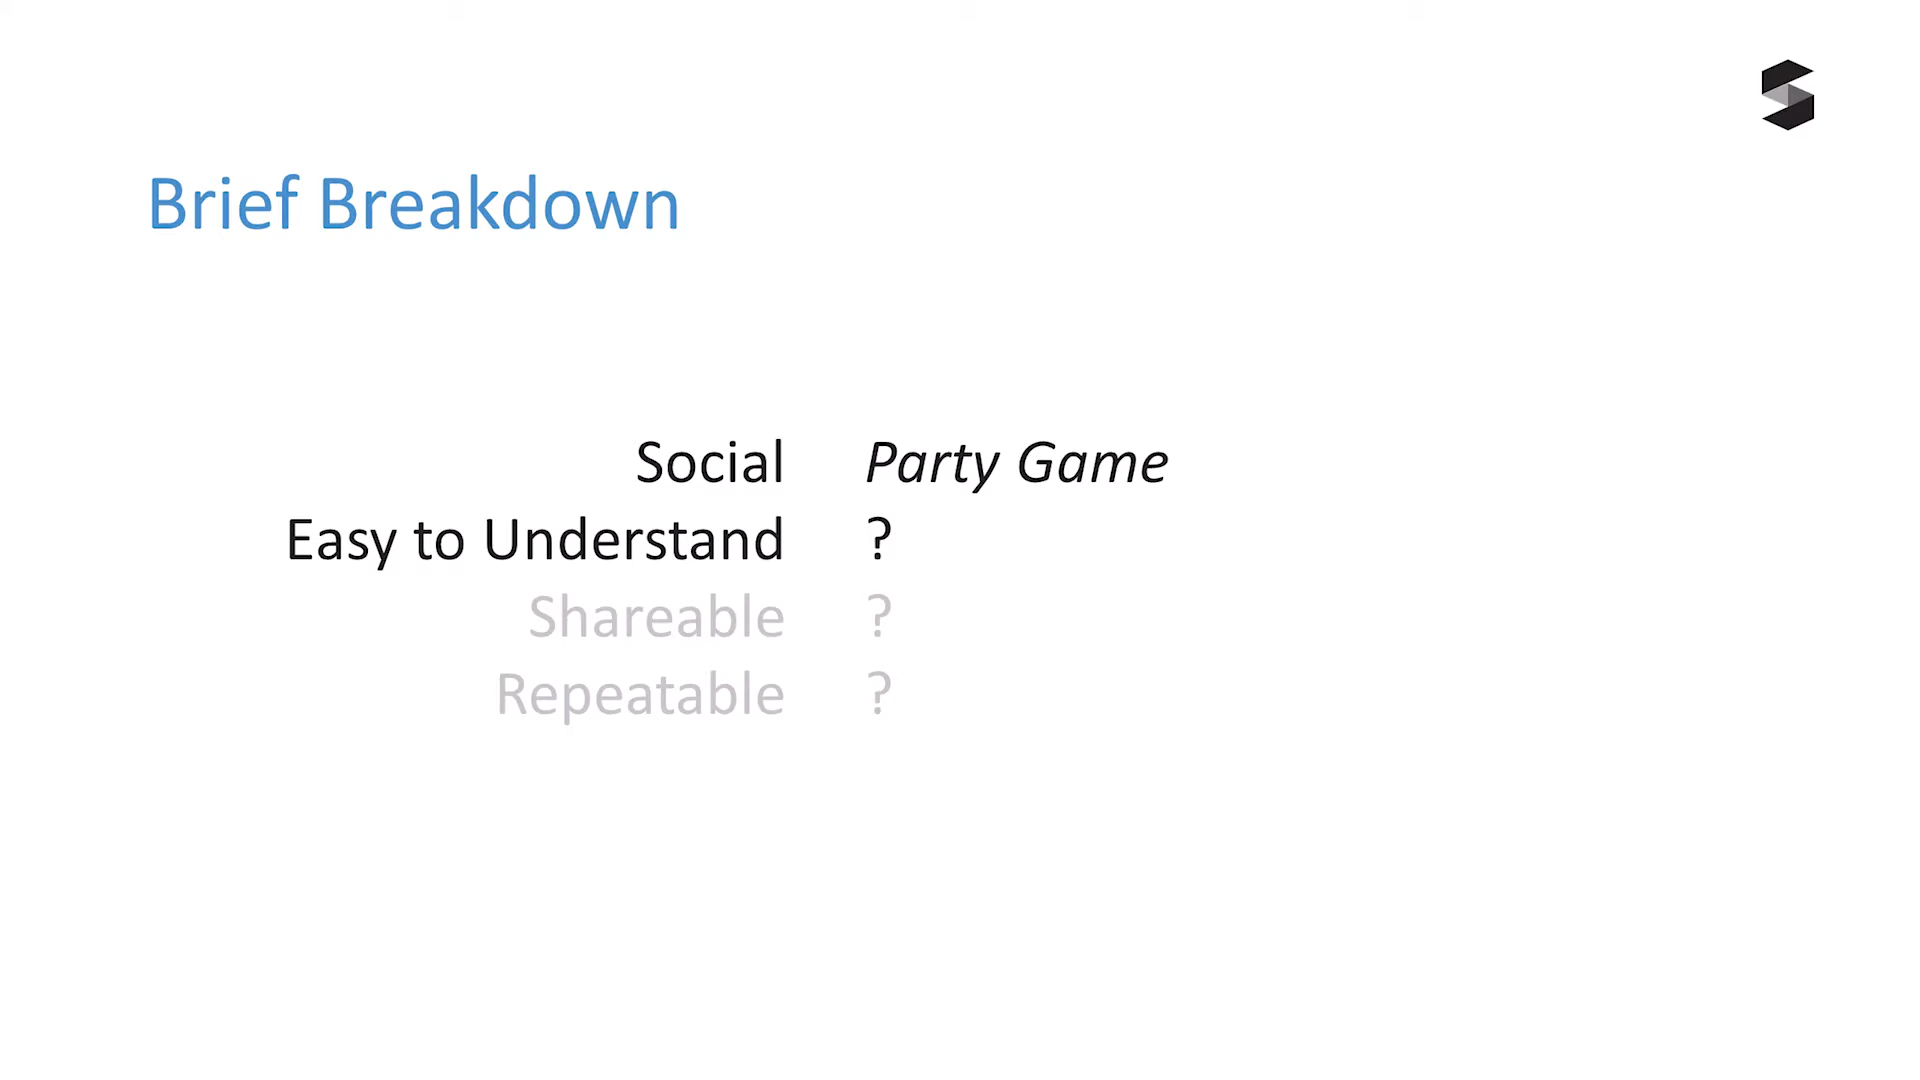 Brief Breakdown
Social Party Game
Easy to Understand ?
Shareable ?
Repeatable ?